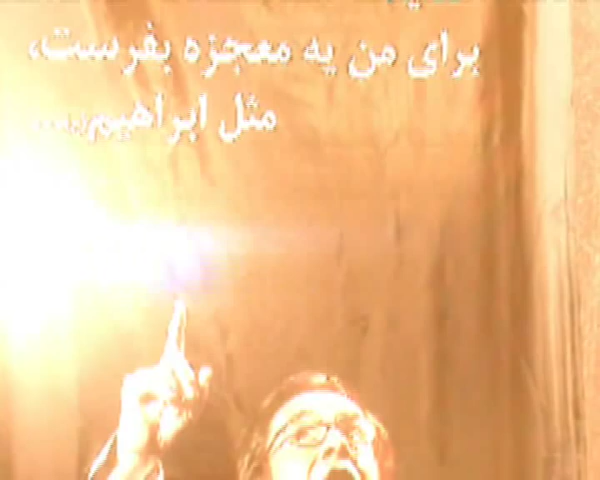 برای من یه معجزه بفرست،
مثل ابراهیم....